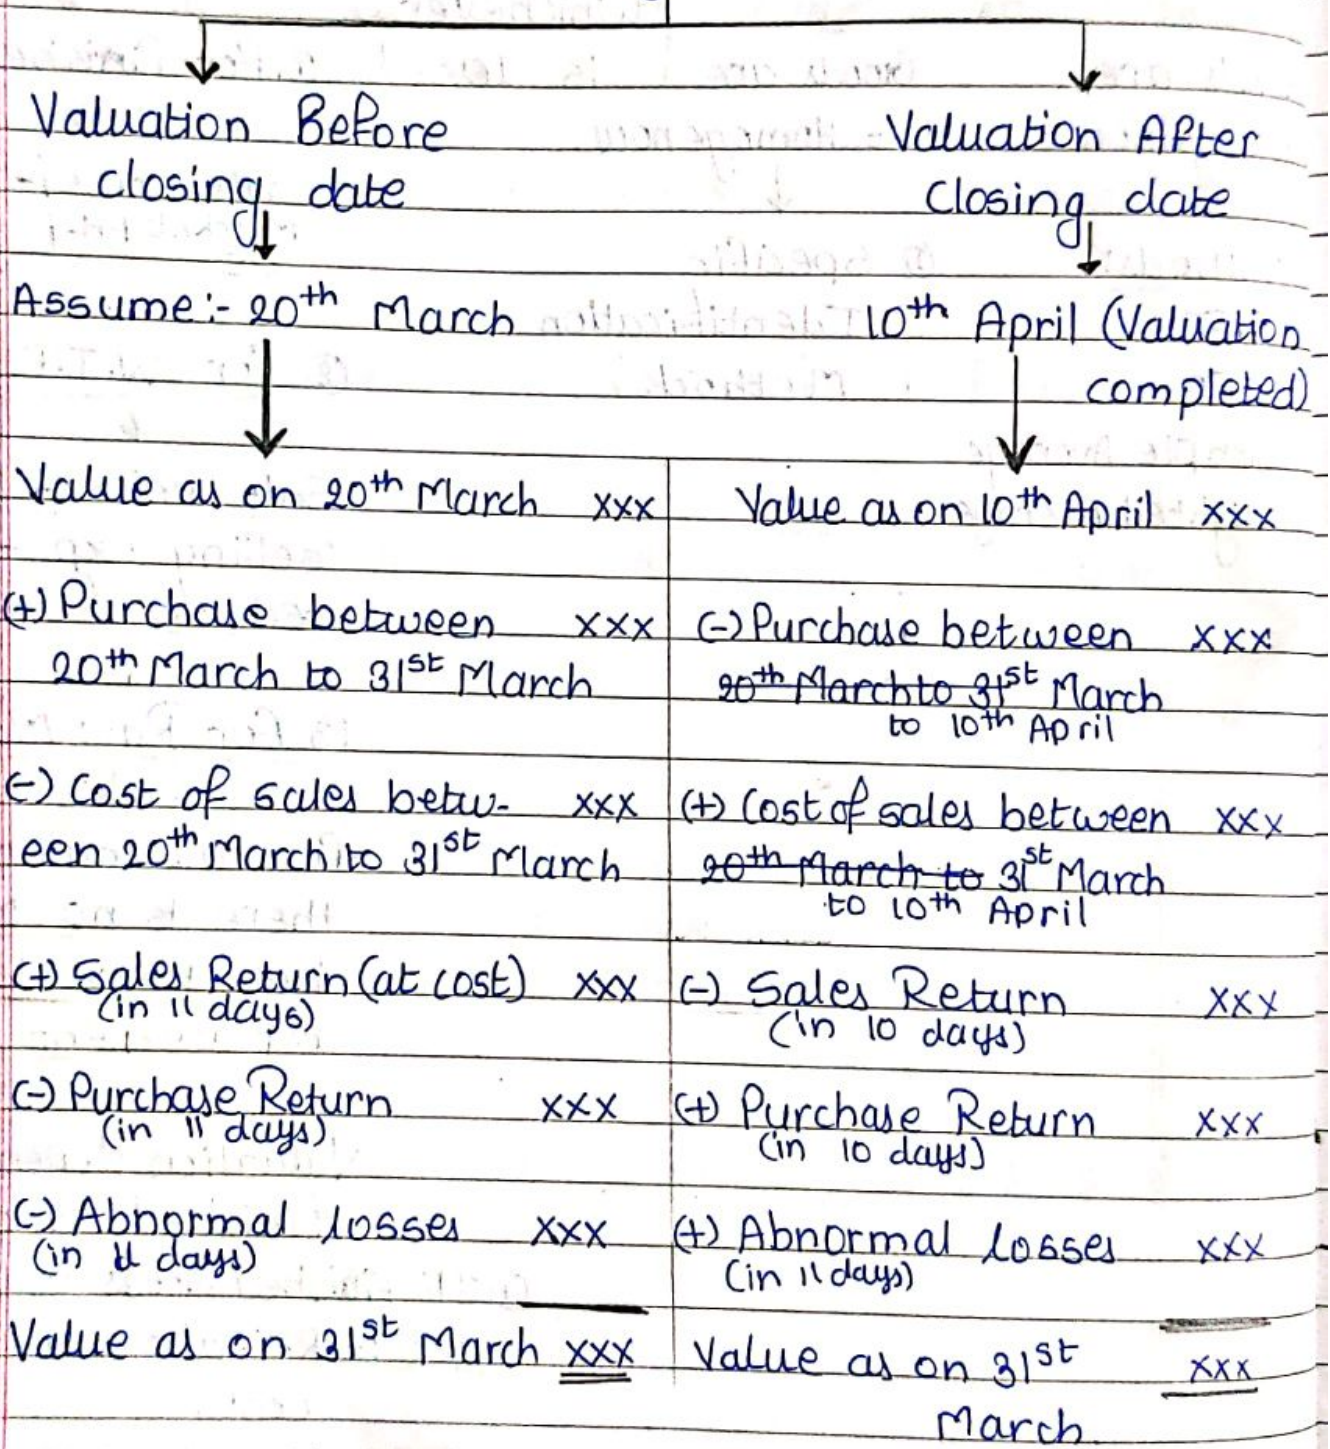 Valuation Before
closing date
Assume:- 20th March
Valuation After
Closing date
10th April (Valuation
completed)
Value as on 20th March xxx
(+) Purchase between xxx
20th March to 31st March
(-) Cost of sales betw-
een 20th March to 31st March xxx
(+) Sales Return (at cost) xxx
(in 11 days)
(-) Purchase Return xxx
(in 11 days)
(-) Abnormal losses xxx
(in 11 days)
Value as on 31st March xxx
Value as on 10th April xxx
(-) Purchase between xxx
20th March to 31st March
to 10th April
(+) Cost of sales between xxx
20th March to 31st March
to 10th April
(-) Sales Return xxx
(in 10 days)
(+) Purchase Return xxx
(in 10 days)
(+) Abnormal losses xxx
(in 11 days)
Value as on 31st xxx
March